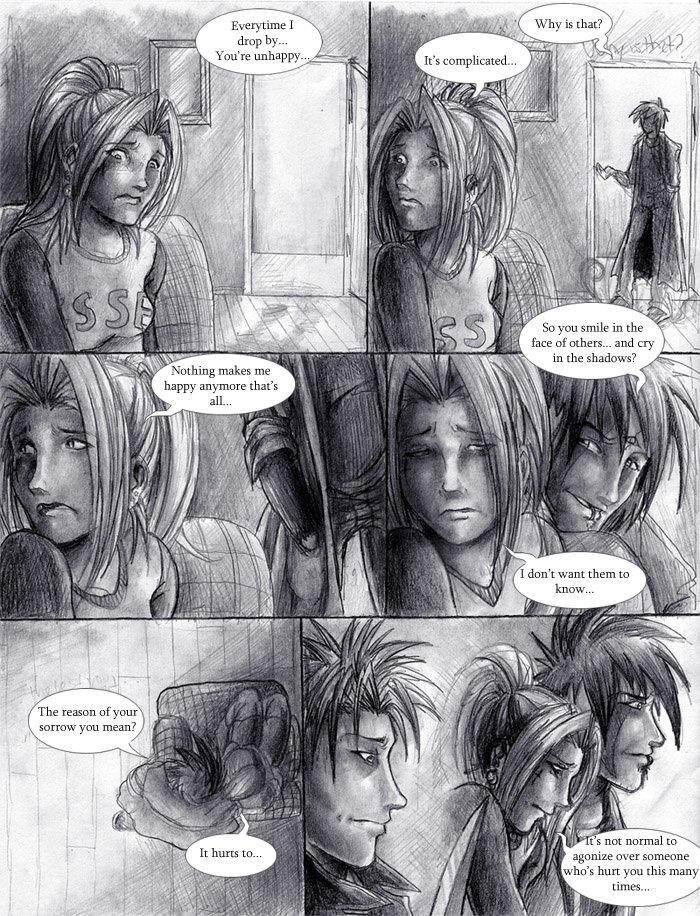 Everytime I
drop by...
You're unhappy...
Why is that?
Why is that?
It's complicated...
SSE
SS
Nothing makes me
happy anymore that's
all...
So you smile in the
face of others... and cry
in the shadows?
I don't want them to
know...
The reason of your
sorrow you mean?
It hurts to...
It's not normal to
agonize over someone
who's hurt you this many
times...